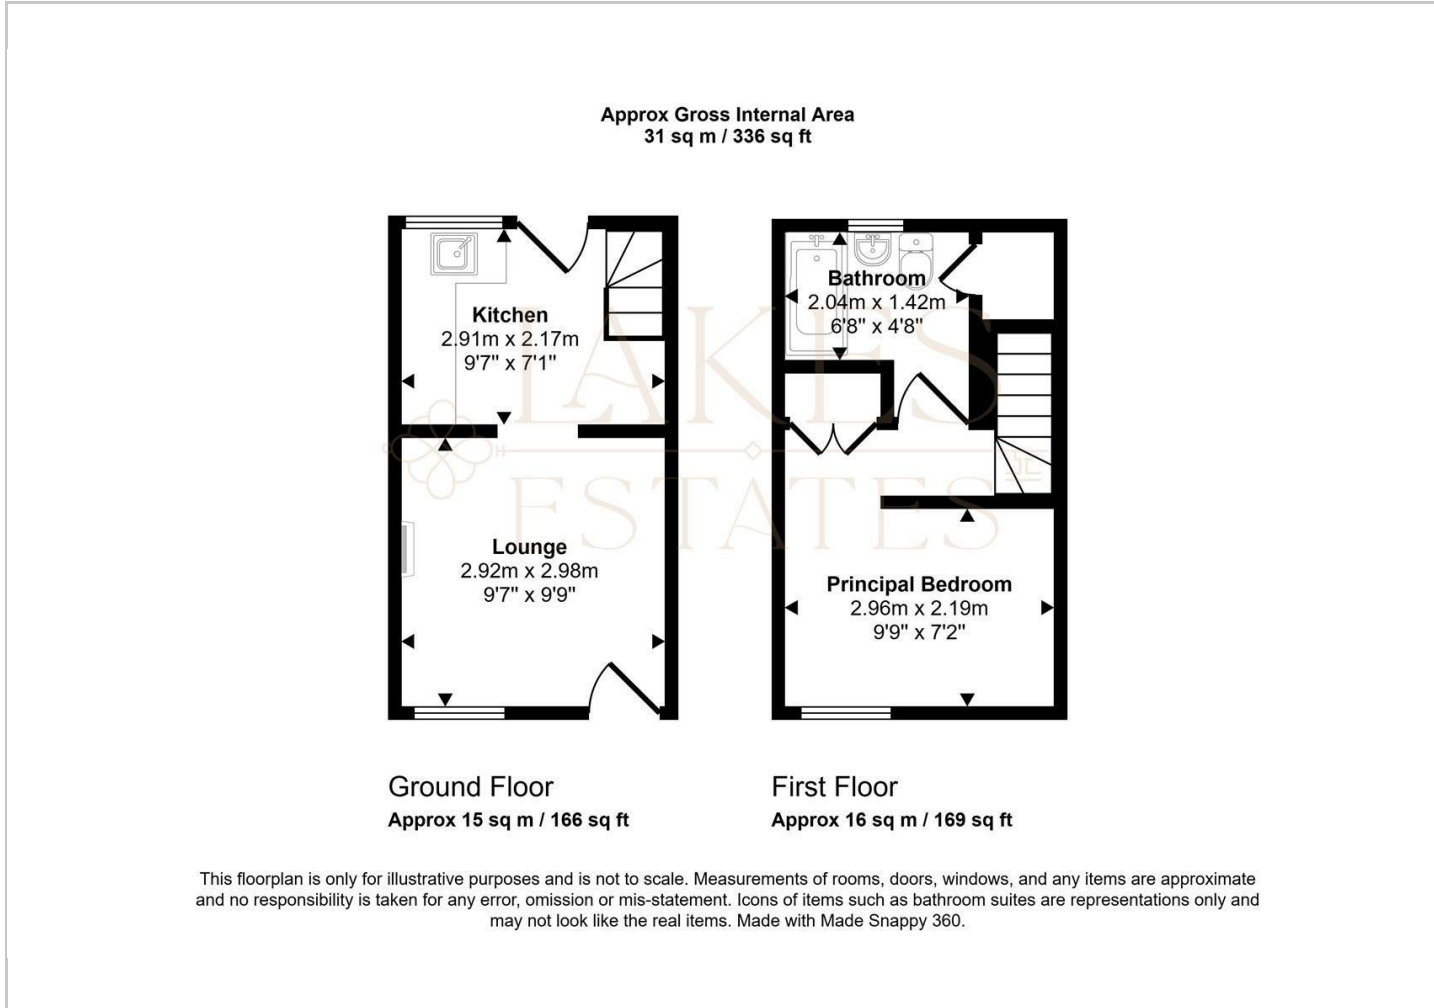 Approx Gross Internal Area
31 sq m / 336 sq ft
Kitchen
2.91m x 2.17m
9'7" x 7'1"
Lounge
2.92m x 2.98m
9'7" x 9'9"
Ground Floor
Approx 15 sq m / 166 sq ft
Bathroom
2.04m x 1.42m
6'8" x 4'8"
Principal Bedroom
2.96m x 2.19m
9'9" x 7'2"
First Floor
Approx 16 sq m / 169 sq ft
LAKES
ESTATES
This floorplan is only for illustrative purposes and is not to scale. Measurements of rooms, doors, windows, and any items are approximate
and no responsibility is taken for any error, omission or mis-statement. Icons of items such as bathroom suites are representations only and
may not look like the real items. Made with Made Snappy 360.